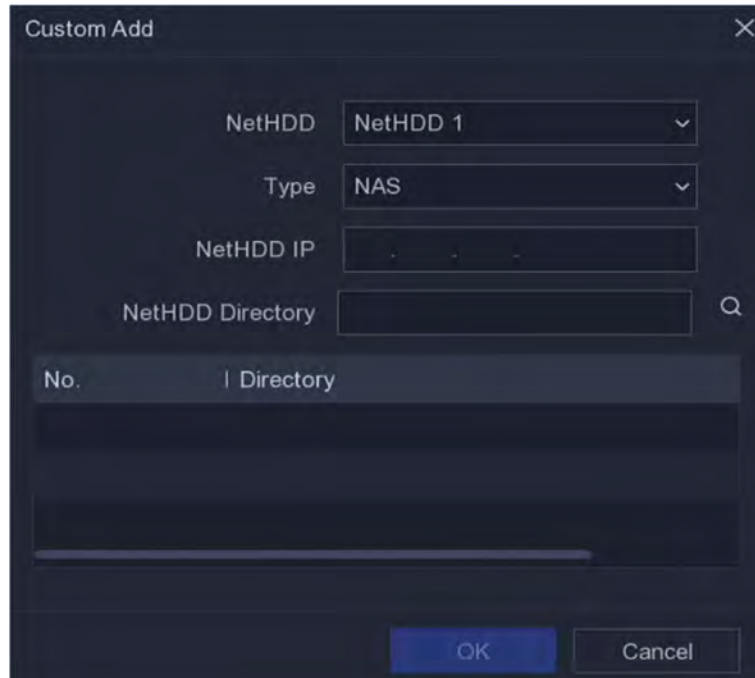 Custom Add
NetHDD NetHDD 1
Type NAS
NetHDD IP . . .
NetHDD Directory
No. Directory
OK Cancel